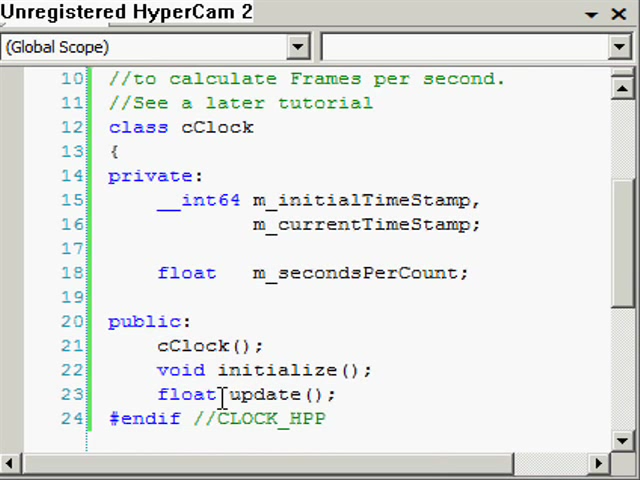 Unregistered HyperCam 2
(Global Scope)
10 //to calculate Frames per second.
11 //See a later tutorial
12 class cClock
13 {
14 private:
15 __int64 m_initialTimeStamp,
16 m_currentTimeStamp;
17
18 float m_secondsPerCount;
19
20 public:
21 cClock();
22 void initialize();
23 float update();
24 #endif //CLOCK_HPP